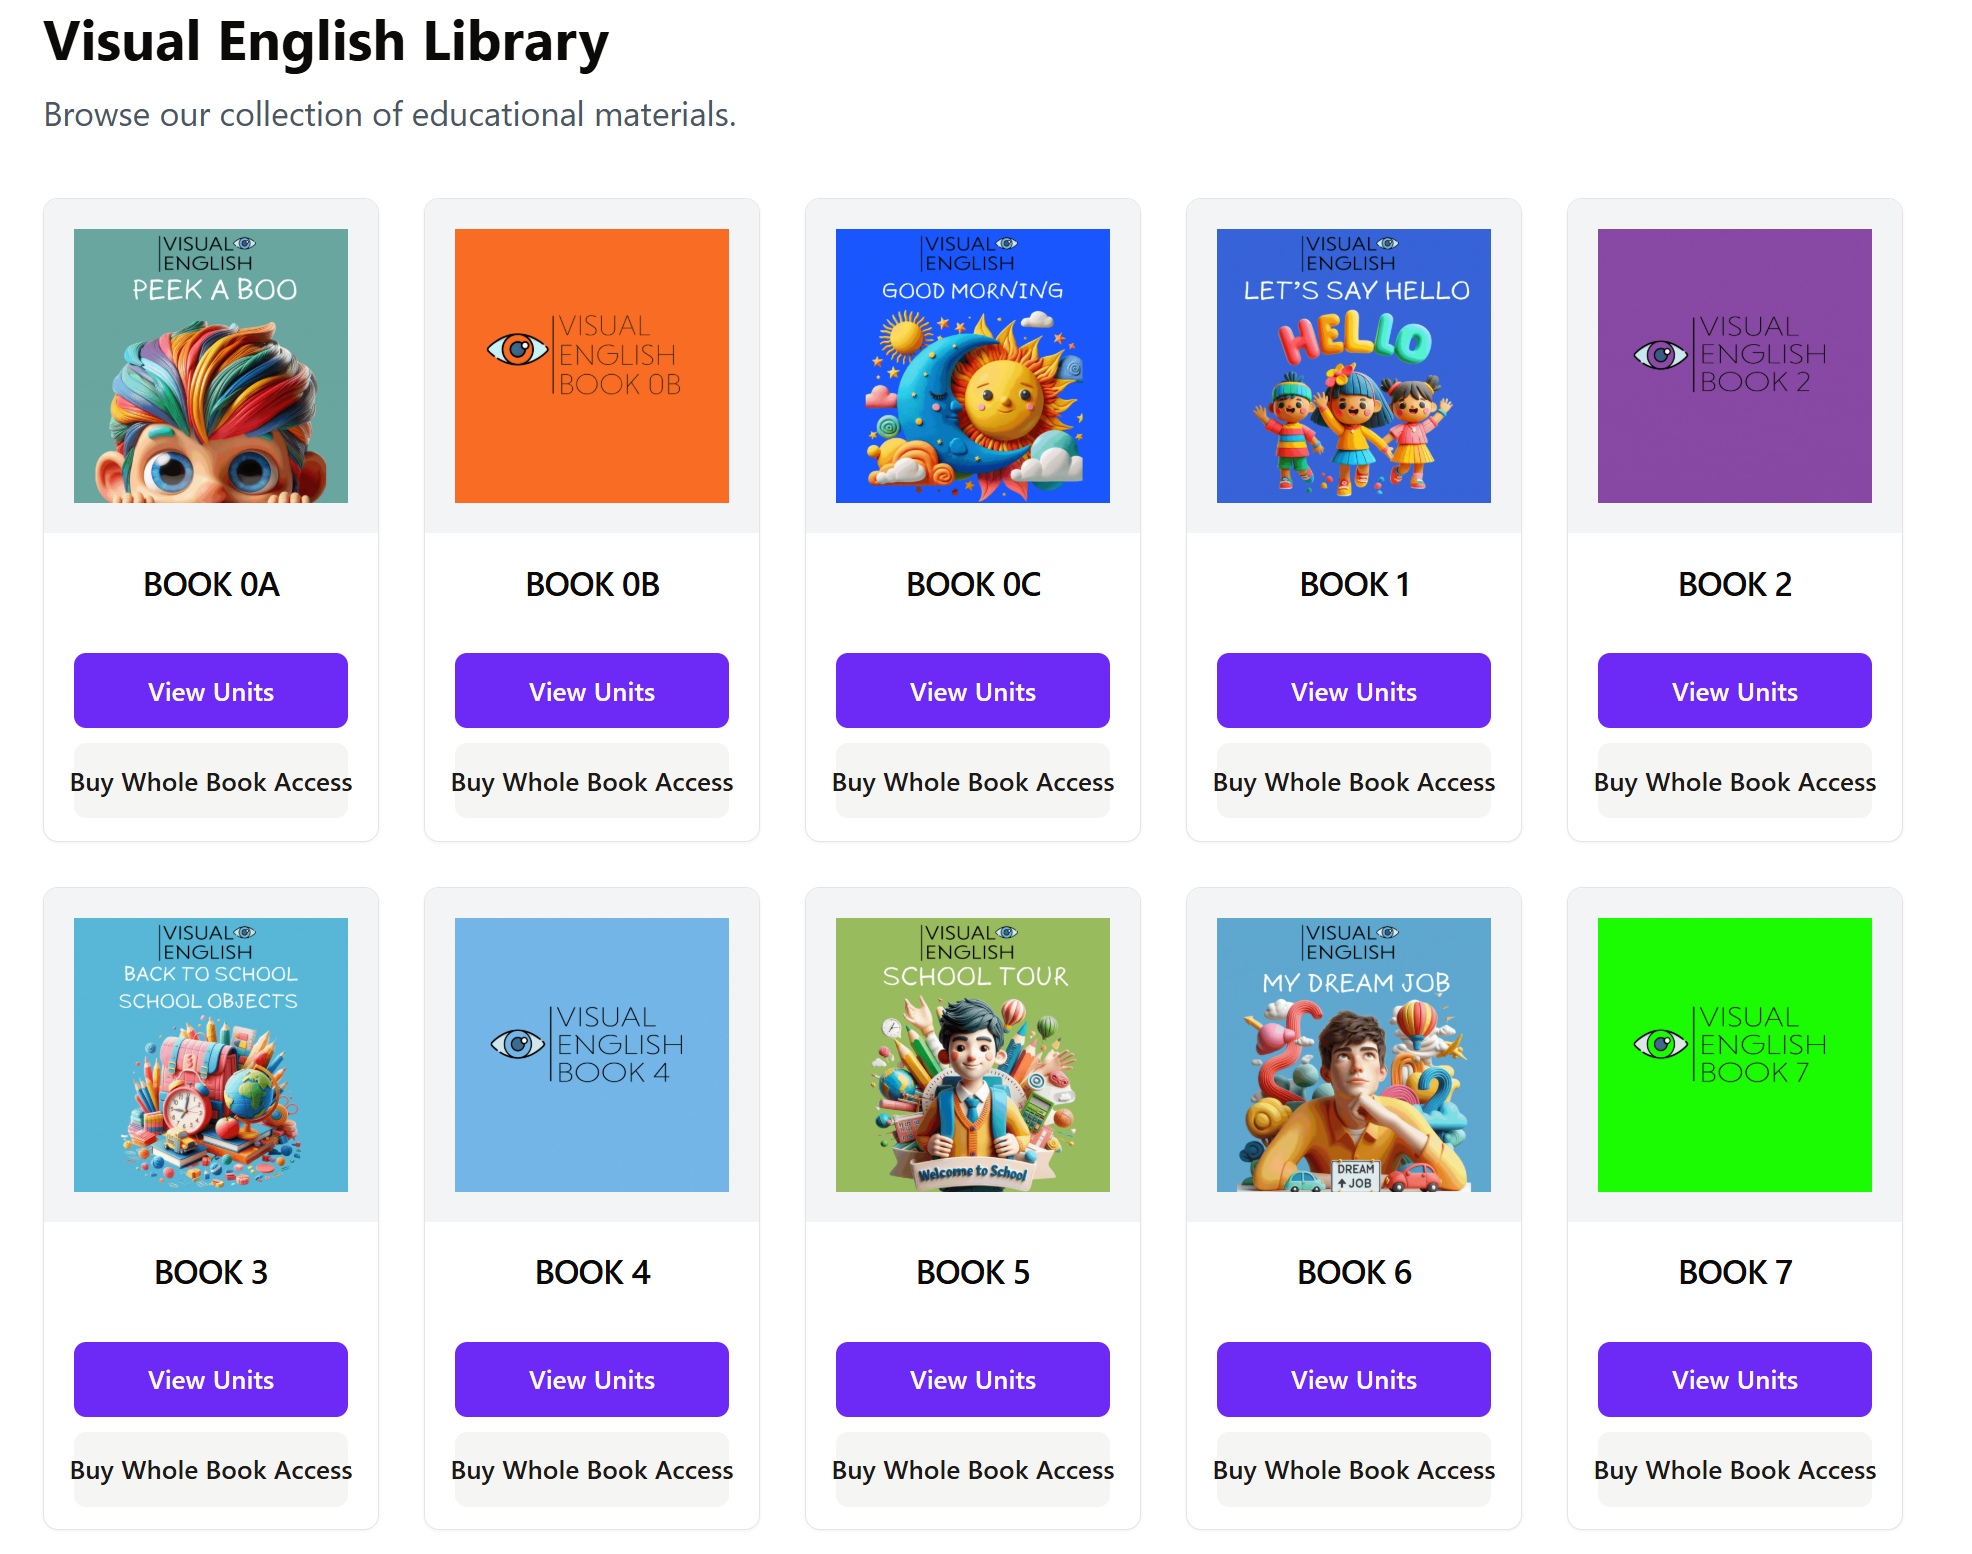 Visual English Library
Browse our collection of educational materials.
VISUAL
ENGLISH
PEEK A BOO
BOOK 0A
View Units
Buy Whole Book Access
VISUAL
ENGLISH
BOOK 0B
BOOK 0B
View Units
Buy Whole Book Access
VISUAL
ENGLISH
GOOD MORNING
BOOK 0C
View Units
Buy Whole Book Access
VISUAL
ENGLISH
LET'S SAY HELLO
HELLO
BOOK 1
View Units
Buy Whole Book Access
VISUAL
ENGLISH
BOOK 2
BOOK 2
View Units
Buy Whole Book Access
VISUAL
ENGLISH
BACK TO SCHOOL
SCHOOL OBJECTS
BOOK 3
View Units
Buy Whole Book Access
VISUAL
ENGLISH
BOOK 4
BOOK 4
View Units
Buy Whole Book Access
VISUAL
ENGLISH
SCHOOL TOUR
Welcome to School
BOOK 5
View Units
Buy Whole Book Access
VISUAL
ENGLISH
MY DREAM JOB
DREAM
JOB
BOOK 6
View Units
Buy Whole Book Access
VISUAL
ENGLISH
BOOK 7
BOOK 7
View Units
Buy Whole Book Access